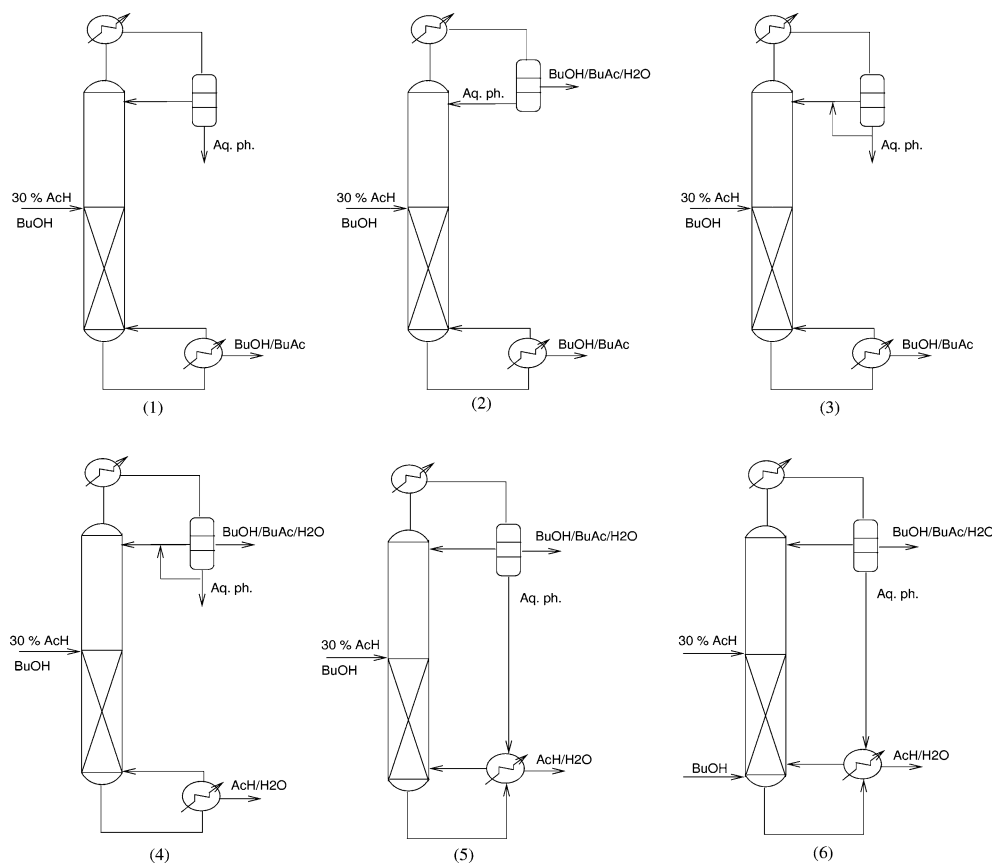 Aq. ph.
30 % AcH
BuOH
BuOH/BuAc
(1)
BuOH/BuAc/H2O
Aq. ph.
30 % AcH
BuOH
BuOH/BuAc
(2)
Aq. ph.
30 % AcH
BuOH
BuOH/BuAc
(3)
BuOH/BuAc/H2O
Aq. ph.
30 % AcH
BuOH
AcH/H2O
(4)
BuOH/BuAc/H2O
Aq. ph.
30 % AcH
BuOH
AcH/H2O
(5)
BuOH/BuAc/H2O
Aq. ph.
30 % AcH
BuOH
AcH/H2O
(6)